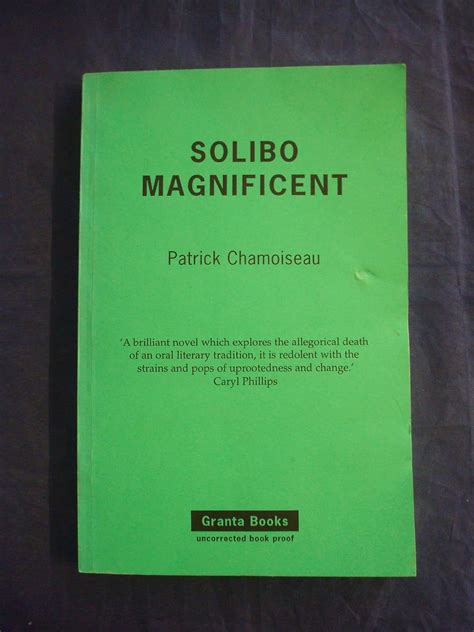 SOLIBO
MAGNIFICENT
Patrick Chamoiseau
‘A brilliant novel which explores the allegorical death
of an oral literary tradition, it is redolent with the
strains and pops of uprootedness and change.’
Caryl Phillips
Granta Books
uncorrected book proof